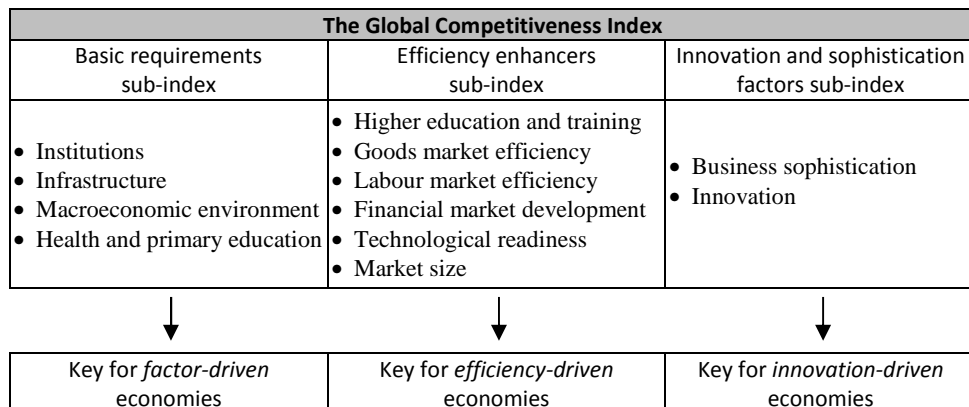 The Global Competitiveness Index
Basic requirements
sub-index
Efficiency enhancers
sub-index
Innovation and sophistication
factors sub-index
• Institutions
• Infrastructure
• Macroeconomic environment
• Health and primary education
• Higher education and training
• Goods market efficiency
• Labour market efficiency
• Financial market development
• Technological readiness
• Market size
• Business sophistication
• Innovation
Key for factor-driven
economies
Key for efficiency-driven
economies
Key for innovation-driven
economies